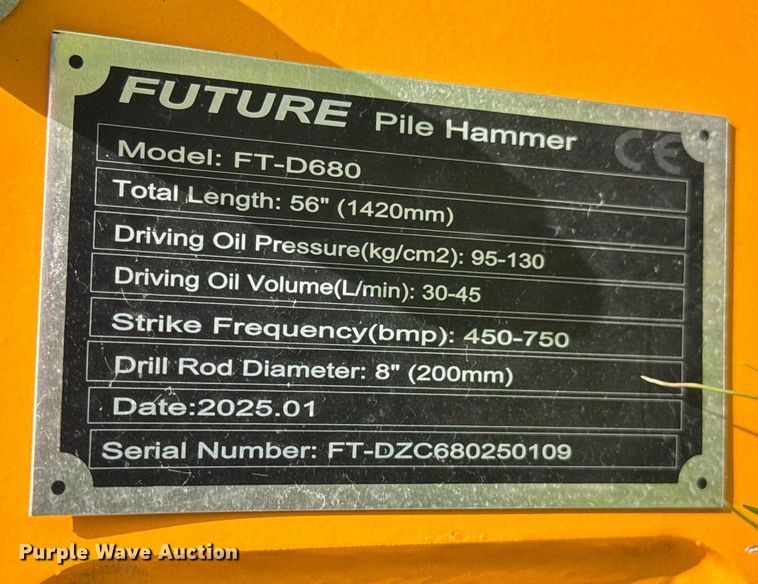 FUTURE Pile Hammer CE
Model: FT-D680
Total Length: 56" (1420mm)
Driving Oil Pressure(kg/cm2): 95-130
Driving Oil Volume(L/min): 30-45
Strike Frequency(bmp): 450-750
Drill Rod Diameter: 8" (200mm)
Date:2025.01
Serial Number: FT-DZC680250109
Purple Wave Auction